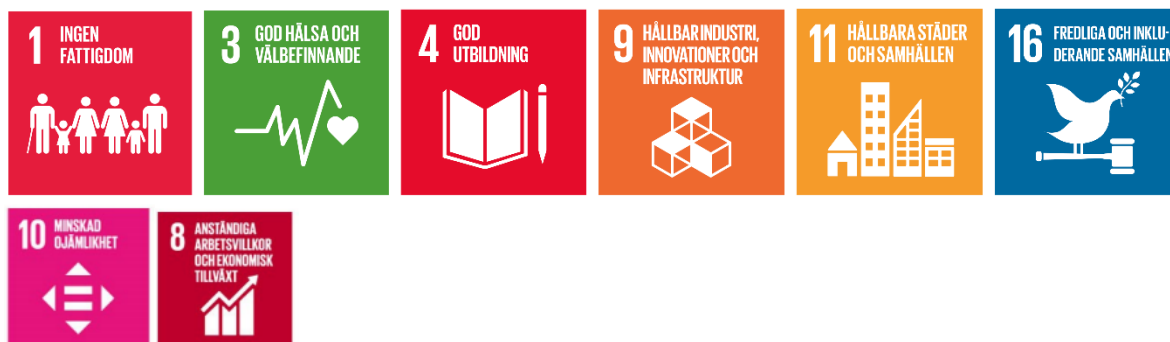 1 INGEN
FATTIGDOM
3 GOD HÄLSA OCH
VÄLBEFINNANDE
4 GOD
UTBILDNING
9 HÅLLBAR INDUSTRI,
INNOVATIONER OCH
INFRASTRUKTUR
11 HÅLLBARA STÄDER
OCH SAMHÄLLEN
16 FREDLIGA OCH INKLU-
DERANDE SAMHÄLLEN
10 MINSKAD
OJÄMLIKHET
8 ANSTÄNDIGA
ARBETSVILLKOR
OCH EKONOMISK
TILLVÄXT